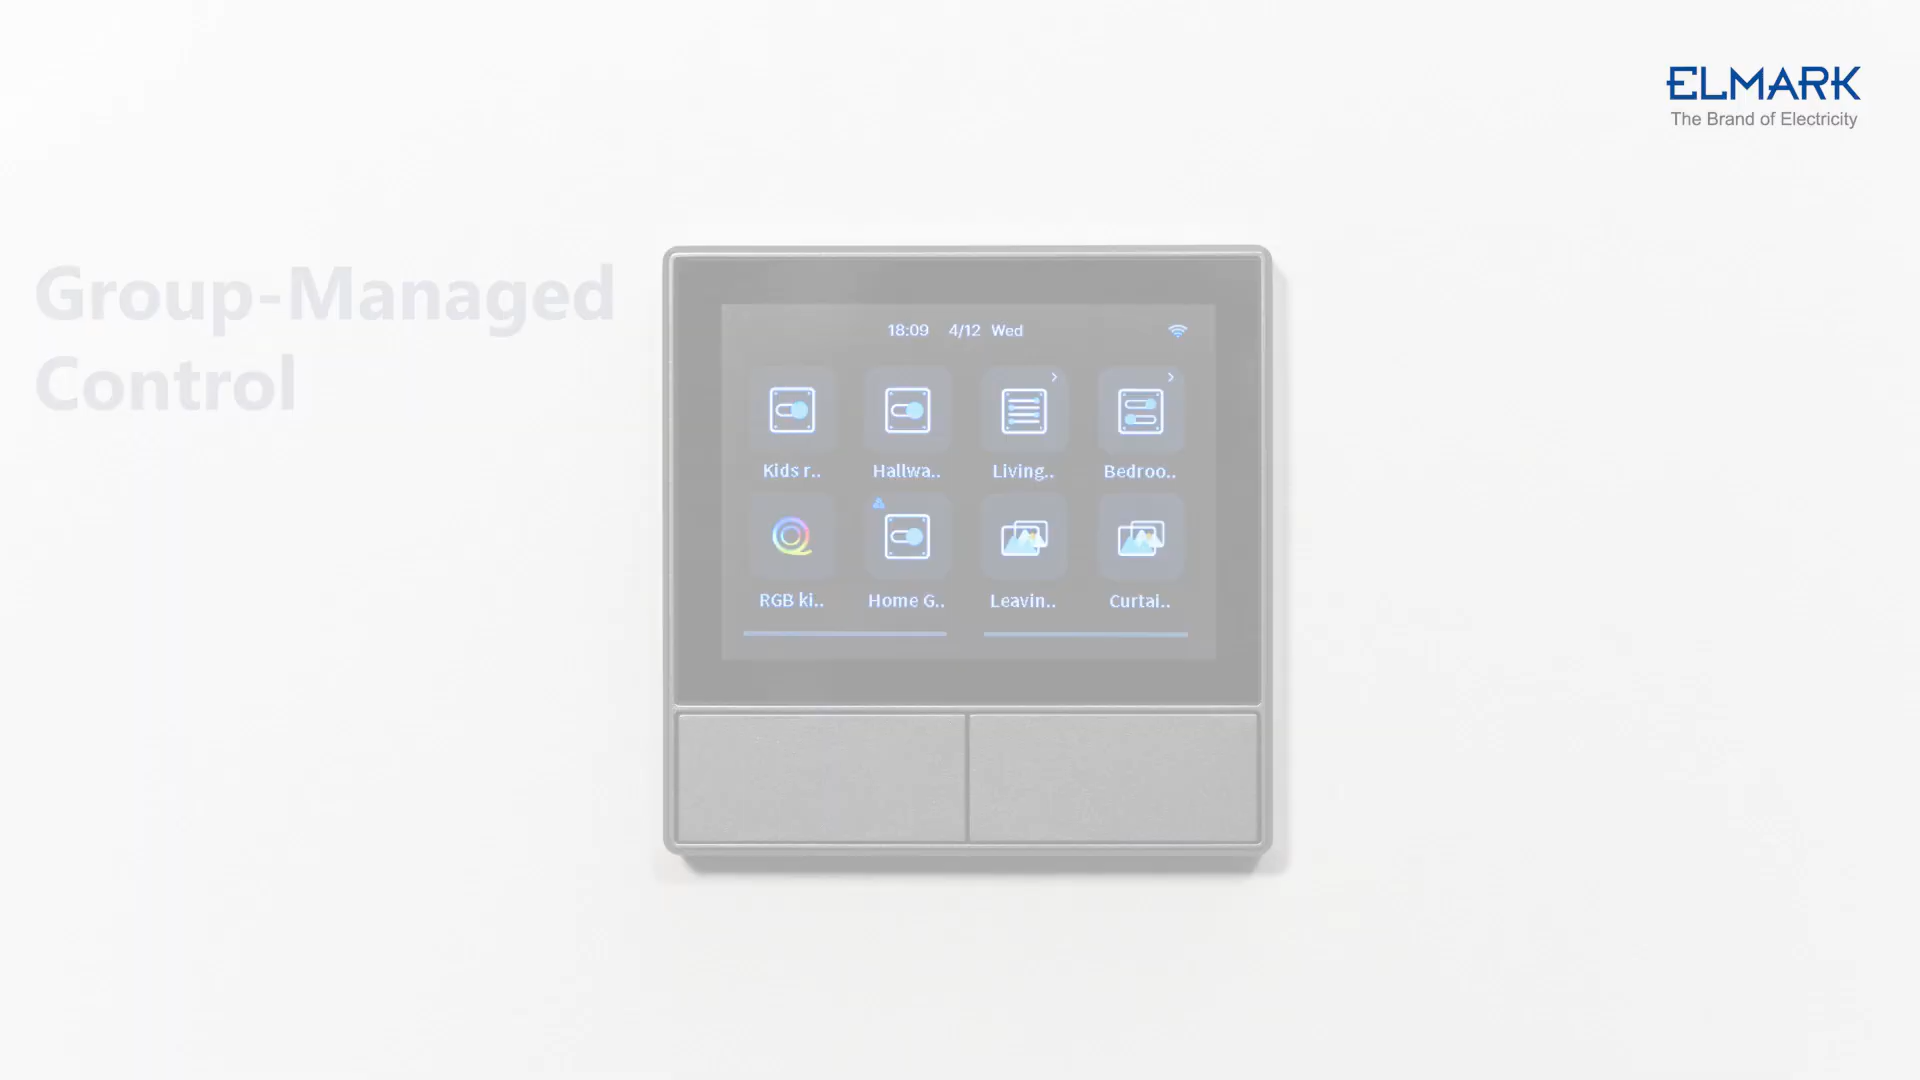 ELMARK
The Brand of Electricity
Group-Managed
Control
18:09 4/12 Wed
Kids r.. Hallwa.. Living.. Bedroo..
RGB ki.. Home G.. Leavin.. Curtai..